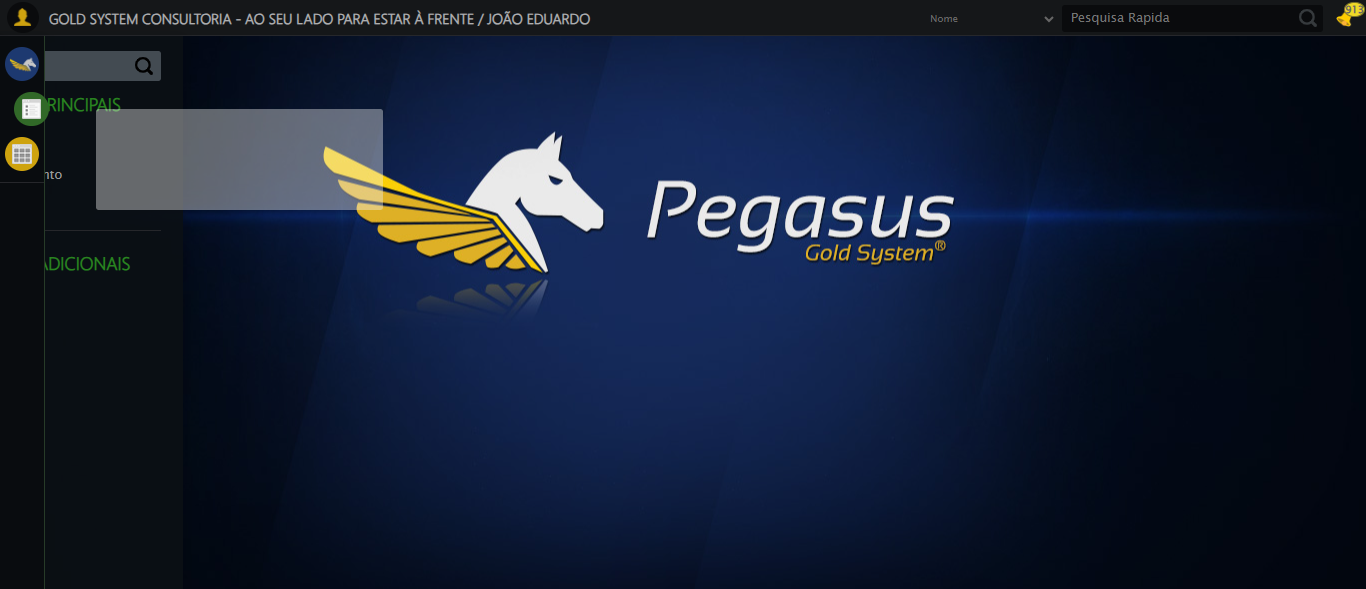 GOLD SYSTEM CONSULTORIA - AO SEU LADO PARA ESTAR À FRENTE / JOÃO EDUARDO
Nome
Pesquisa Rapida
913
RINCIPAIS
nto
ADICIONAIS
Pegasus
Gold System®